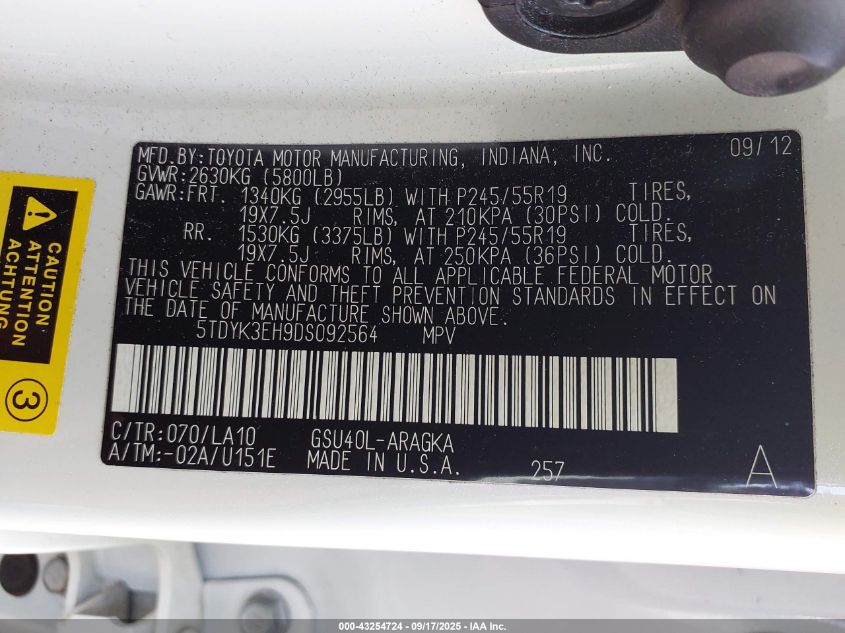 MFD.BY:TOYOTA MOTOR MANUFACTURING, INDIANA, INC. 09/12
GVWR:2630KG (5800LB)
GAWR:FRT. 1340KG (2955LB) WITH P245/55R19 TIRES,
19X7.5J RIMS, AT 210KPA (30PSI) COLD.
RR. 1530KG (3375LB) WITH P245/55R19 TIRES,
19X7.5J RIMS, AT 250KPA (36PSI) COLD.
THIS VEHICLE CONFORMS TO ALL APPLICABLE FEDERAL MOTOR
VEHICLE SAFETY AND THEFT PREVENTION STANDARDS IN EFFECT ON
THE DATE OF MANUFACTURE SHOWN ABOVE.
5TDYK3EH9DS092564 MPV
C/TR:070/LA10 GSU40L-ARAGKA
A/TM:-02A/U151E MADE IN U.S.A. 257 A
CAUTION
ATTENTION
ACHTUNG
3
000-43254724 - 09/17/2025 - IAA Inc.